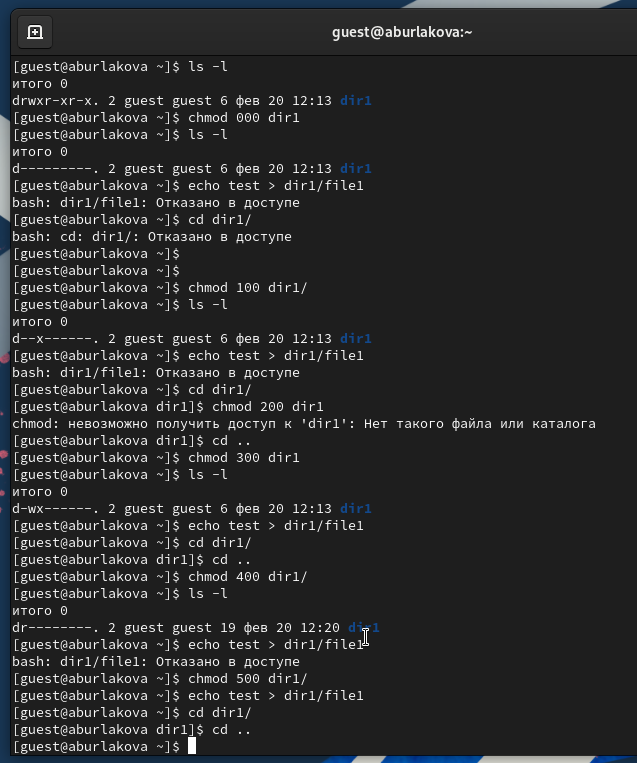 guest@aburlakova:~
[guest@aburlakova ~]$ ls -l
итого 0
drwxr-xr-x. 2 guest guest 6 фев 20 12:13 dir1
[guest@aburlakova ~]$ chmod 000 dir1
[guest@aburlakova ~]$ ls -l
итого 0
d---------. 2 guest guest 6 фев 20 12:13 dir1
[guest@aburlakova ~]$ echo test > dir1/file1
bash: dir1/file1: Отказано в доступе
[guest@aburlakova ~]$ cd dir1/
bash: cd: dir1/: Отказано в доступе
[guest@aburlakova ~]$
[guest@aburlakova ~]$
[guest@aburlakova ~]$ chmod 100 dir1/
[guest@aburlakova ~]$ ls -l
итого 0
d--x------. 2 guest guest 6 фев 20 12:13 dir1
[guest@aburlakova ~]$ echo test > dir1/file1
bash: dir1/file1: Отказано в доступе
[guest@aburlakova ~]$ cd dir1/
[guest@aburlakova dir1]$ chmod 200 dir1
chmod: невозможно получить доступ к 'dir1': Нет такого файла или каталога
[guest@aburlakova dir1]$ cd ..
[guest@aburlakova ~]$ chmod 300 dir1
[guest@aburlakova ~]$ ls -l
итого 0
d-wx------. 2 guest guest 6 фев 20 12:13 dir1
[guest@aburlakova ~]$ echo test > dir1/file1
[guest@aburlakova ~]$ cd dir1/
[guest@aburlakova dir1]$ cd ..
[guest@aburlakova ~]$ chmod 400 dir1/
[guest@aburlakova ~]$ ls -l
итого 0
dr--------. 2 guest guest 19 фев 20 12:20 dir1
[guest@aburlakova ~]$ echo test > dir1/file1
bash: dir1/file1: Отказано в доступе
[guest@aburlakova ~]$ chmod 500 dir1/
[guest@aburlakova ~]$ echo test > dir1/file1
[guest@aburlakova ~]$ cd dir1/
[guest@aburlakova dir1]$ cd ..
[guest@aburlakova ~]$